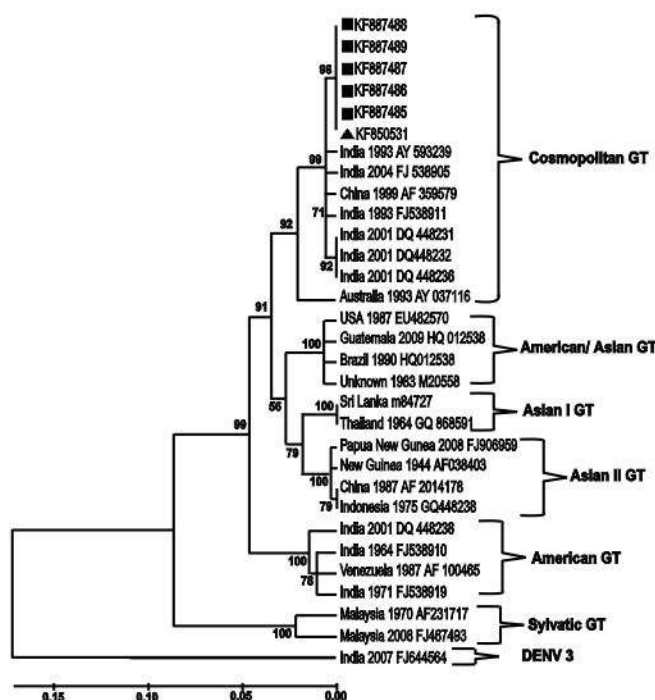 KF887488
KF887489
98
KF887487
KF887486
KF887485
KF850531
99
India 1993 AY 593239
Cosmopolitan GT
India 2004 FJ 538905
China 1999 AF 359579
71
India 1993 FJ538911
92
India 2001 DQ 448231
India 2001 DQ448232
92
India 2001 DQ 448236
Australia 1993 AY 037116
91
USA 1987 EU482570
100
Guatemala 2009 HQ 012538
American/ Asian GT
Brazil 1990 HQ012538
Unknown 1983 M20558
56
Sri Lanka m84727
100
Asian I GT
99
Thailand 1964 GQ 868591
79
Papua New Gunea 2008 FJ906959
New Guinea 1944 AF038403
100
Asian II GT
China 1987 AF 2014178
79
Indonesia 1975 GQ448238
India 2001 DQ 448238
100
India 1964 FJ538910
American GT
78
Venezuela 1987 AF 100465
India 1971 FJ538919
Malaysia 1970 AF231717
100
Sylvatic GT
Malaysia 2008 FJ467493
India 2007 FJ644564
DENV 3
0.15 0.10 0.05 0.00